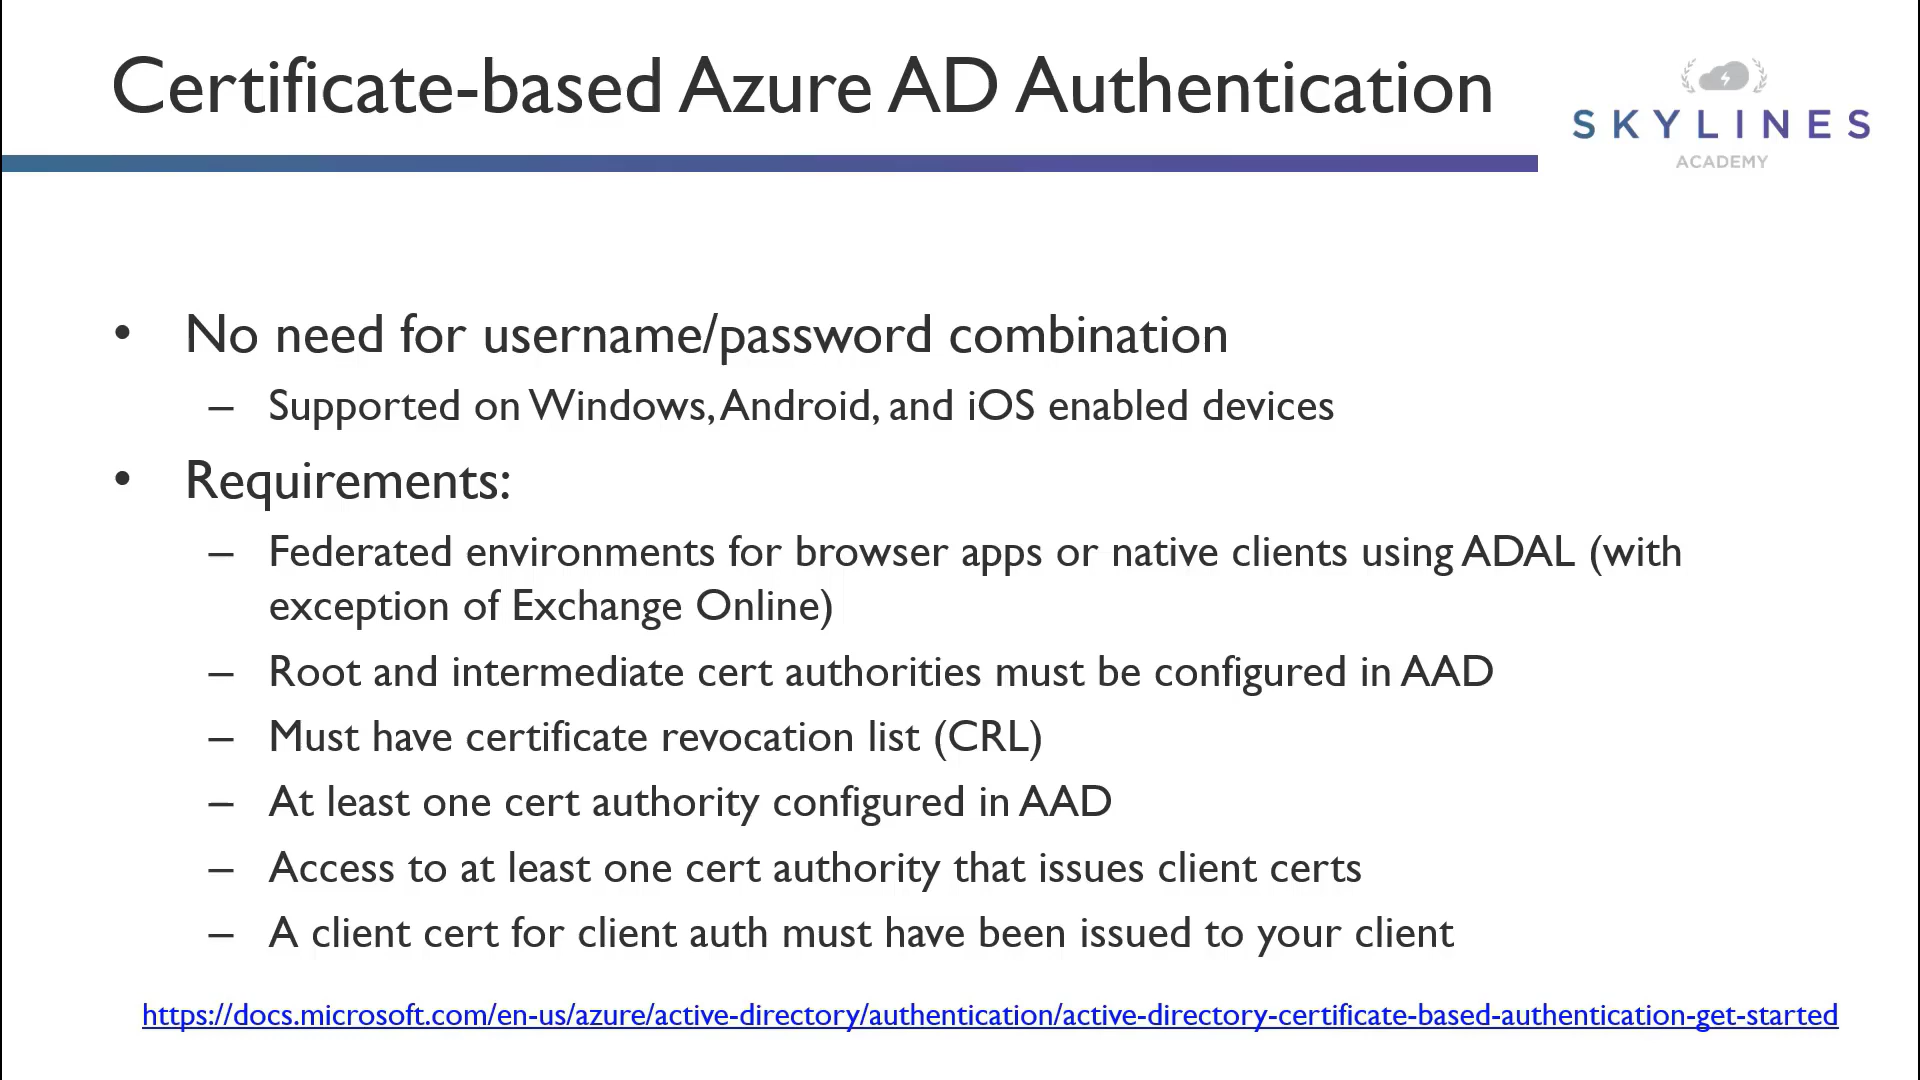 Certificate-based Azure AD Authentication
SKYLINES
ACADEMY
• No need for username/password combination
– Supported on Windows, Android, and iOS enabled devices
• Requirements:
– Federated environments for browser apps or native clients using ADAL (with
exception of Exchange Online)
– Root and intermediate cert authorities must be configured in AAD
– Must have certificate revocation list (CRL)
– At least one cert authority configured in AAD
– Access to at least one cert authority that issues client certs
– A client cert for client auth must have been issued to your client
https://docs.microsoft.com/en-us/azure/active-directory/authentication/active-directory-certificate-based-authentication-get-started